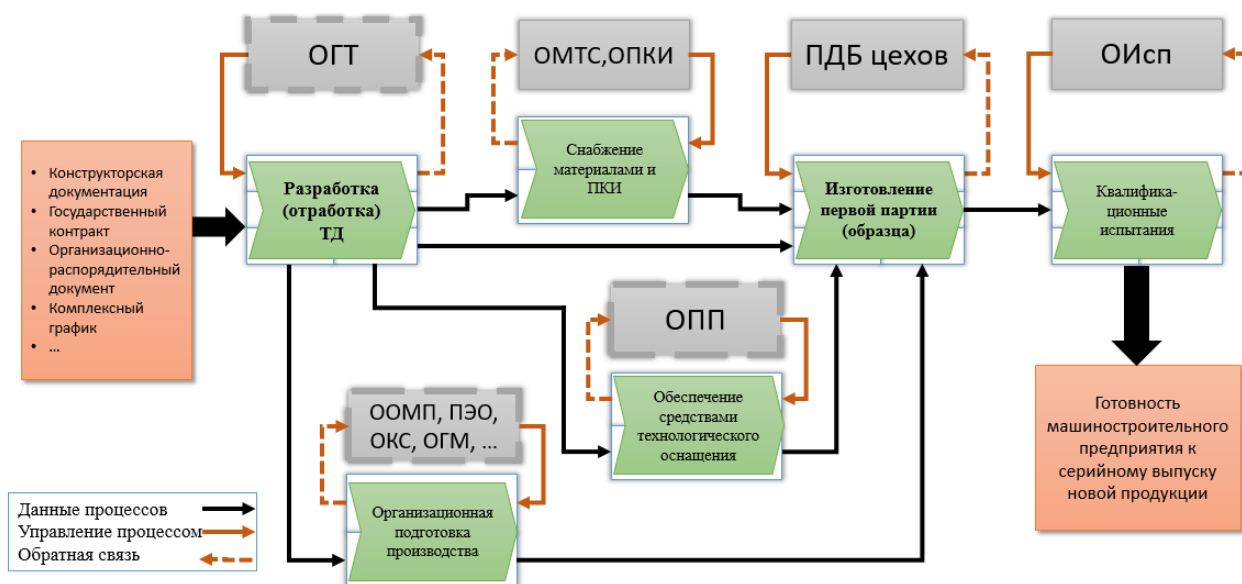 ОГТ
ОМТС,ОПКИ
ПДБ цехов
ОИсп
• Конструкторская
документация
• Государственный
контракт
• Организационно-
распорядительный
документ
• Комплексный
график
• ...
Разработка
(отработка)
ТД
Снабжение
материалами и
ПКИ
Изготовление
первой партии
(образца)
Квалифика-
ционные
испытания
ОПП
Обеспечение
средствами
технологического
оснащения
ООМП, ПЭО,
ОКС, ОГМ, ...
Организационная
подготовка
производства
Готовность
машиностроительного
предприятия к
серийному выпуску
новой продукции
Данные процессов
Управление процессом
Обратная связь